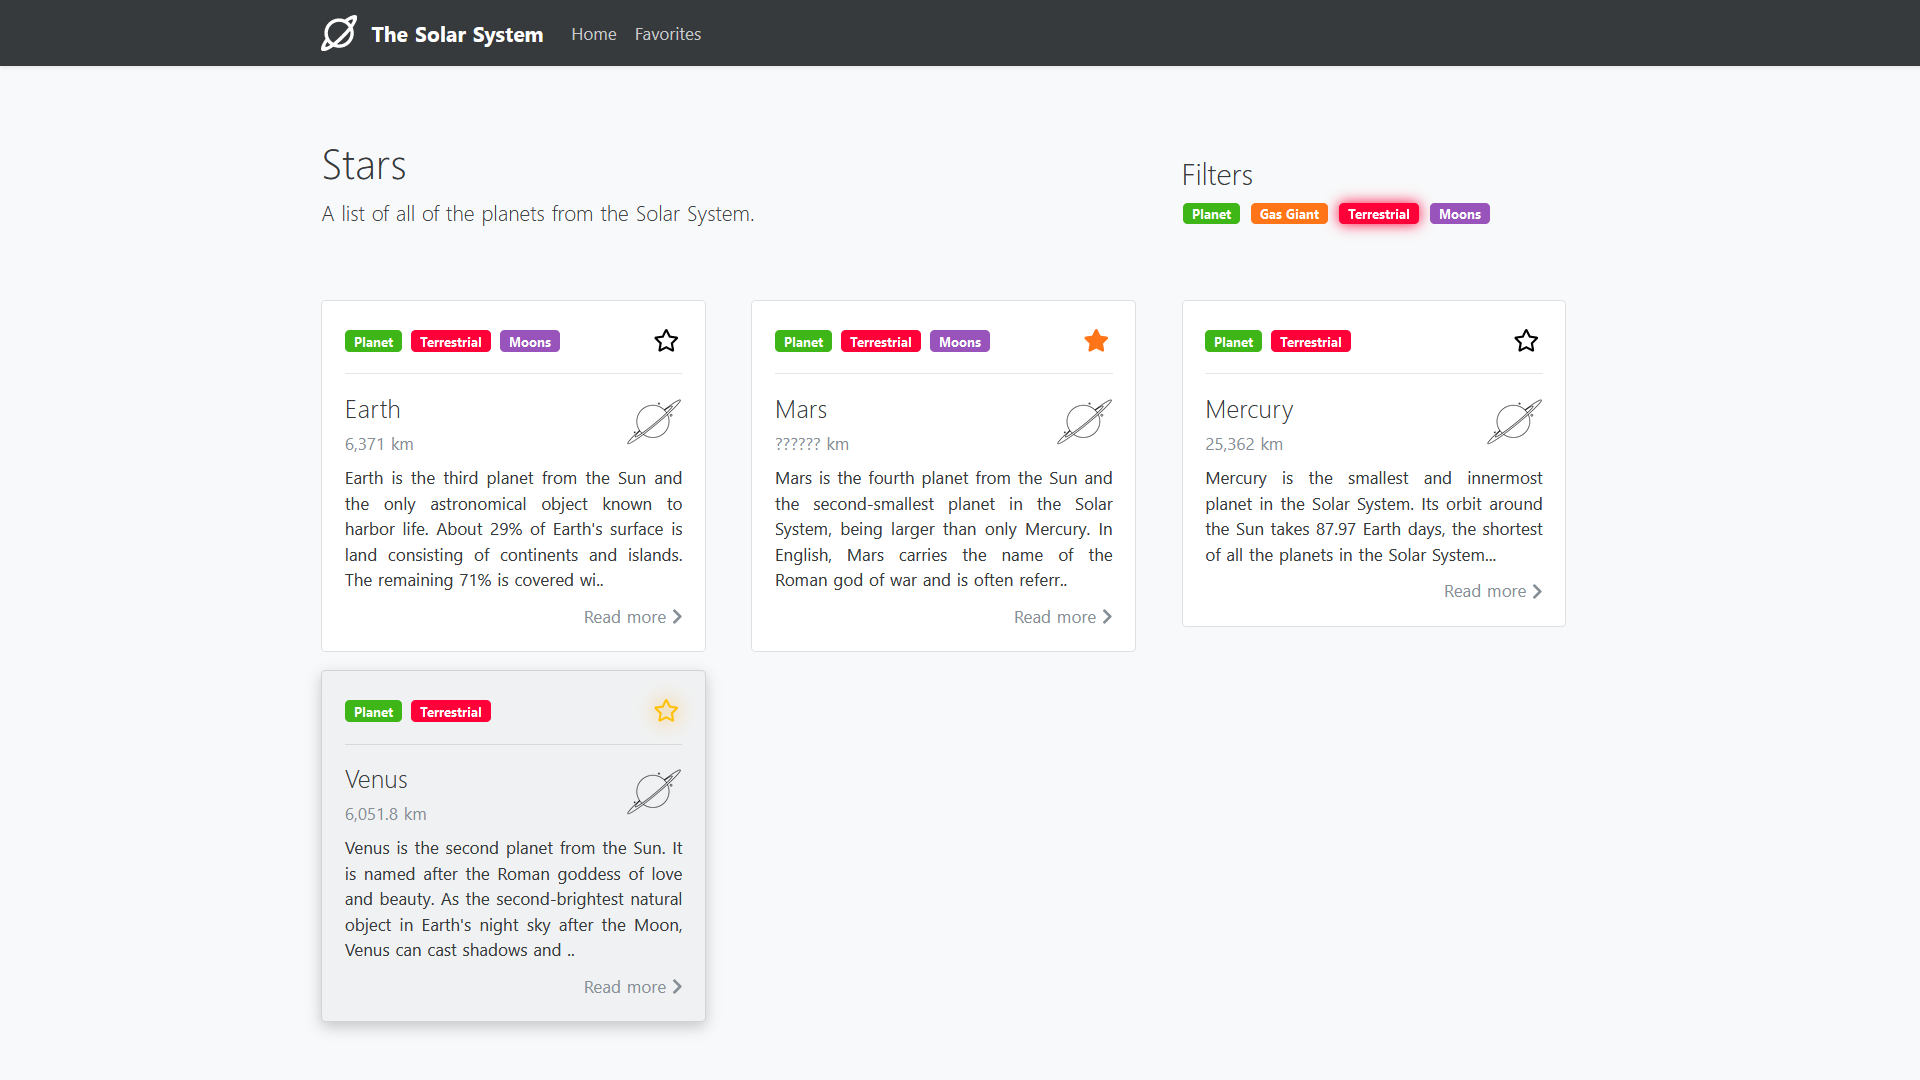 The Solar System Home Favorites
Stars
A list of all of the planets from the Solar System.
Filters
Planet Gas Giant Terrestrial Moons
Planet Terrestrial Moons
Earth
6,371 km
Earth is the third planet from the Sun and
the only astronomical object known to
harbor life. About 29% of Earth's surface is
land consisting of continents and islands.
The remaining 71% is covered wi..
Read more
Planet Terrestrial Moons
Mars
?????? km
Mars is the fourth planet from the Sun and
the second-smallest planet in the Solar
System, being larger than only Mercury. In
English, Mars carries the name of the
Roman god of war and is often referr..
Read more
Planet Terrestrial
Mercury
25,362 km
Mercury is the smallest and innermost
planet in the Solar System. Its orbit around
the Sun takes 87.97 Earth days, the shortest
of all the planets in the Solar System...
Read more
Planet Terrestrial
Venus
6,051.8 km
Venus is the second planet from the Sun. It
is named after the Roman goddess of love
and beauty. As the second-brightest natural
object in Earth's night sky after the Moon,
Venus can cast shadows and ..
Read more